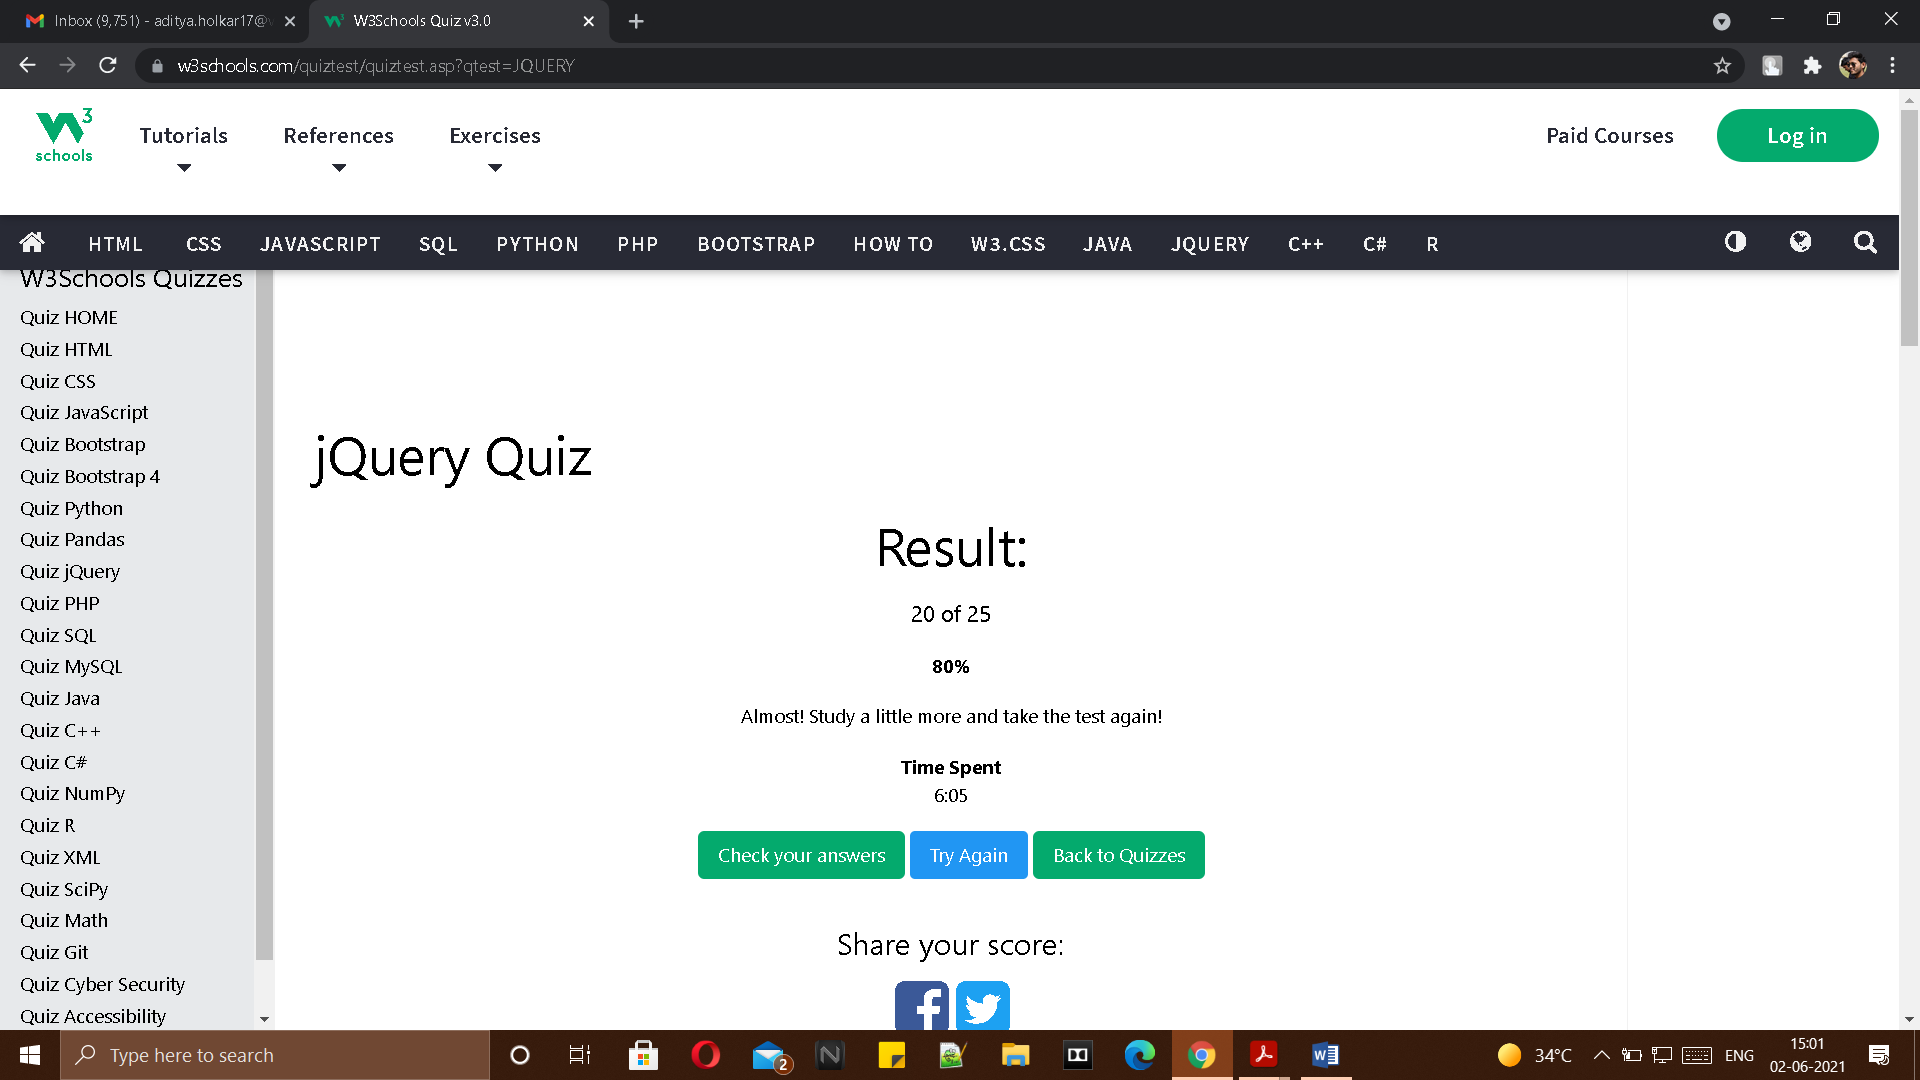 Inbox (9,751) - aditya.holkar17@v
W3Schools Quiz v3.0
w3schools.com/quiztest/quiztest.asp?qtest=JQUERY
3
schools
Tutorials
References
Exercises
Paid Courses
Log in
HTML CSS JAVASCRIPT SQL PYTHON PHP BOOTSTRAP HOW TO W3.CSS JAVA JQUERY C++ C# R
W3Schools Quizzes
Quiz HOME
Quiz HTML
Quiz CSS
Quiz JavaScript
Quiz Bootstrap
Quiz Bootstrap 4
Quiz Python
Quiz Pandas
Quiz jQuery
Quiz PHP
Quiz SQL
Quiz MySQL
Quiz Java
Quiz C++
Quiz C#
Quiz NumPy
Quiz R
Quiz XML
Quiz SciPy
Quiz Math
Quiz Git
Quiz Cyber Security
Quiz Accessibility
jQuery Quiz
Result:
20 of 25
80%
Almost! Study a little more and take the test again!
Time Spent
6:05
Check your answers
Try Again
Back to Quizzes
Share your score:
Type here to search
2
34°C
ENG
15:01
02-06-2021